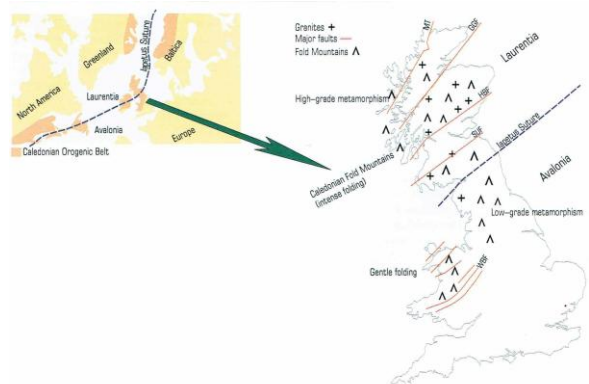 Greenland
Iapetus Suture
Baltica
North America
Laurentia
Avalonia
Europe
Caledonian Orogenic Belt
Granites +
Major faults
Fold Mountains ∧
MT
GGF
HBF
SUF
WBF
Laurentia
Iapetus Suture
Avalonia
High-grade metamorphism
Caledonian Fold Mountains
(intense folding)
Low-grade metamorphism
Gentle folding